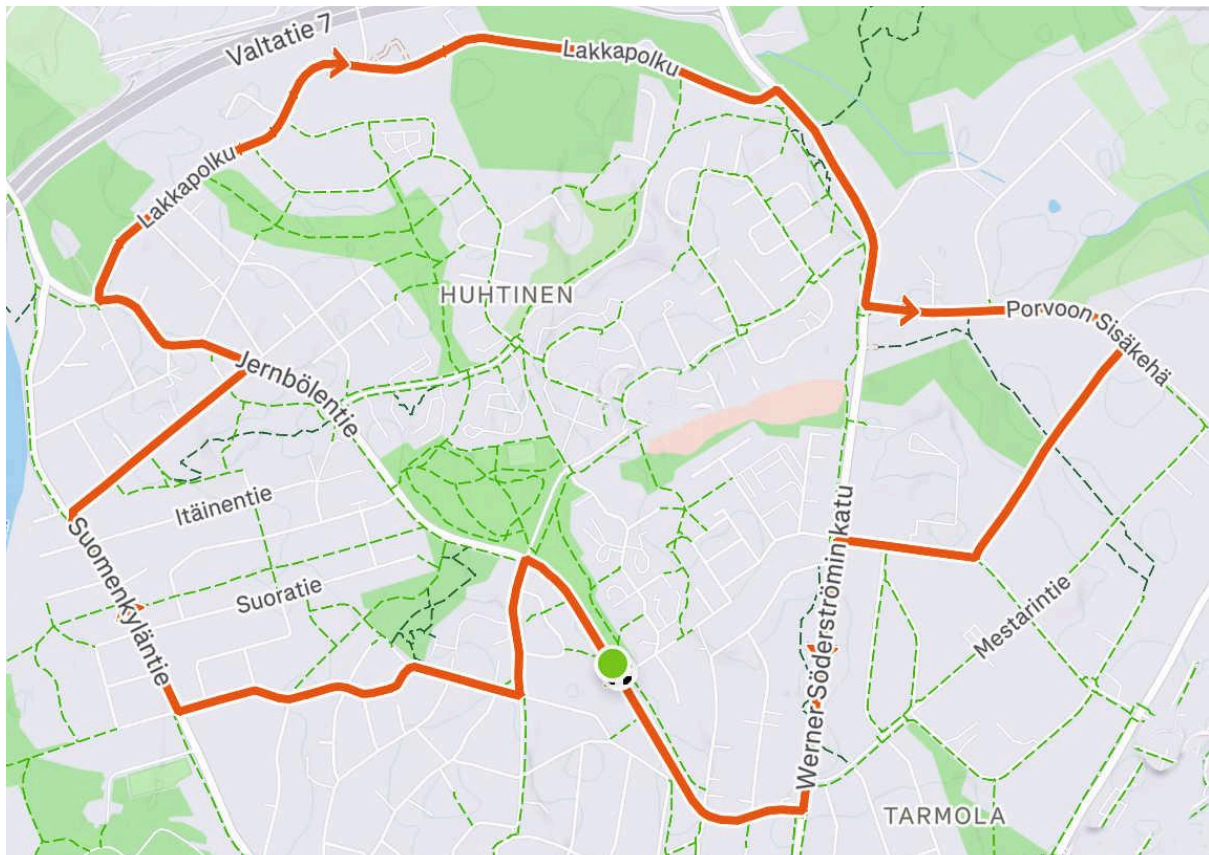 Valtatie 7
Lakkapolku
Lakkapolku
HUHTINEN
Porvoon Sisäkehä
Jernbölentie
Itäinentie
Suomenkyläntie
Suoratie
Werner Söderströmin katu
Mestarintie
TARMOLA